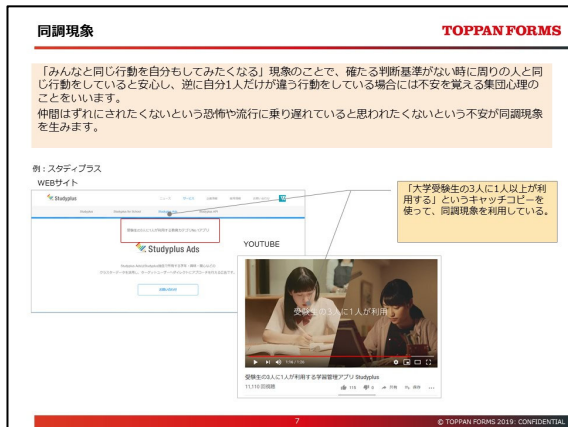 同調現象
TOPPAN FORMS
「みんなと同じ行動を自分もしてみたくなる」現象のことで、確たる判断基準がない時に周りの人と同
じ行動をしていると安心し、逆に自分1人だけが違う行動をしている場合には不安を覚える集団心理の
ことをいいます。
仲間はずれにされたくないという恐怖や流行に乗り遅れていると思われたくないという不安が同調現象
を生みます。
例：スタディプラス
WEBサイト
Studyplus
Studyplus Ads
「大学受験生の3人に1人以上が利
用する」というキャッチコピーを
使って、同調現象を利用している。
YOUTUBE
受験生の3人に1人が利用
受験生の3人に1人が利用する学習管理アプリ Studyplus
7
© TOPPAN FORMS 2019: CONFIDENTIAL